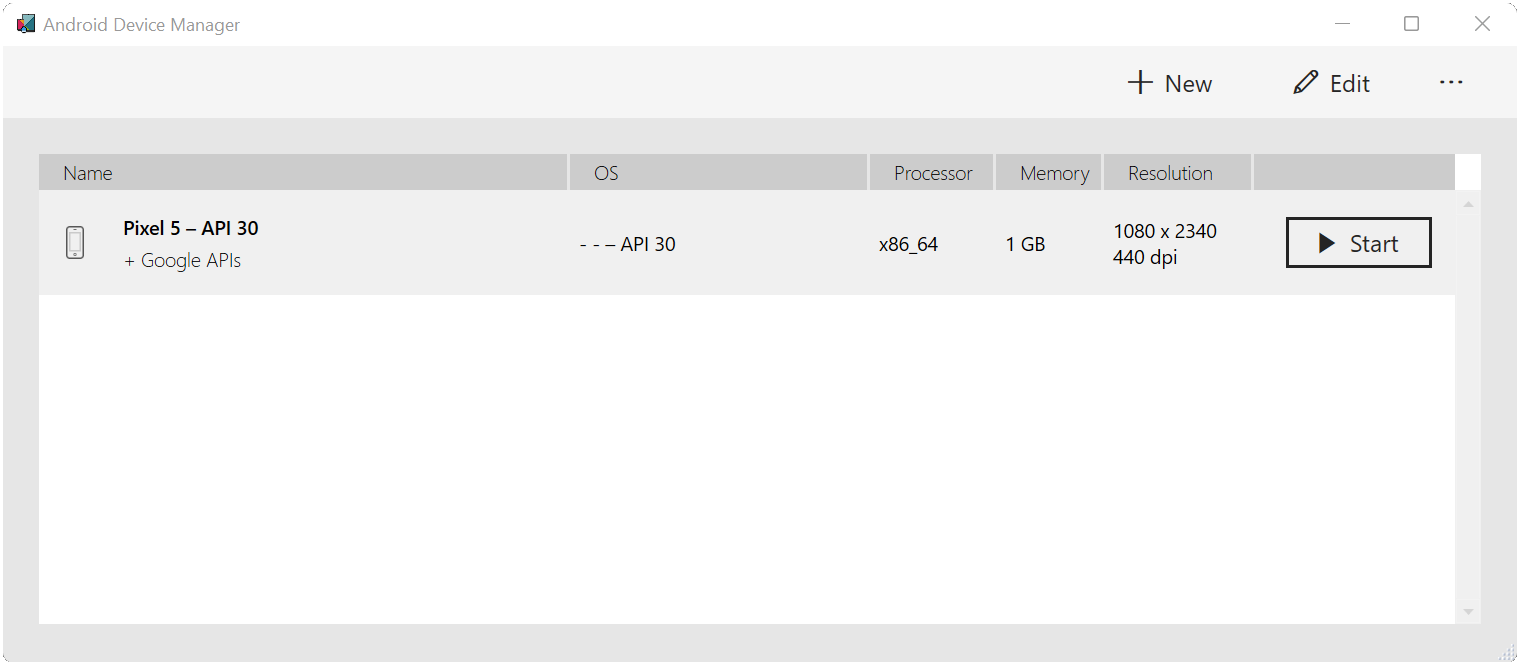 Android Device Manager
New Edit ...
Name OS Processor Memory Resolution
Pixel 5 – API 30
+ Google APIs
- - – API 30
x86_64
1 GB
1080 x 2340
440 dpi
Start